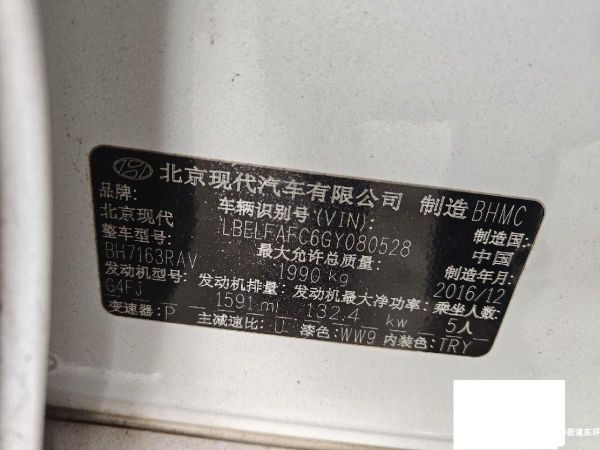 北京现代汽车有限公司 制造 BHMC
品牌: 车辆识别号(VIN): 制造国:
北京现代 LBELFAFC6GY080528 中国
整车型号: 最大允许总质量: 制造年月:
BH7163RAV 1990 kg 2016/12
发动机型号: 发动机排量: 发动机最大净功率: 乘坐人数:
G4FJ 1591 ml 132.4 kw 5人
变速器: P 主减速比: U 漆色: WW9 内装色: TRY
街道东环